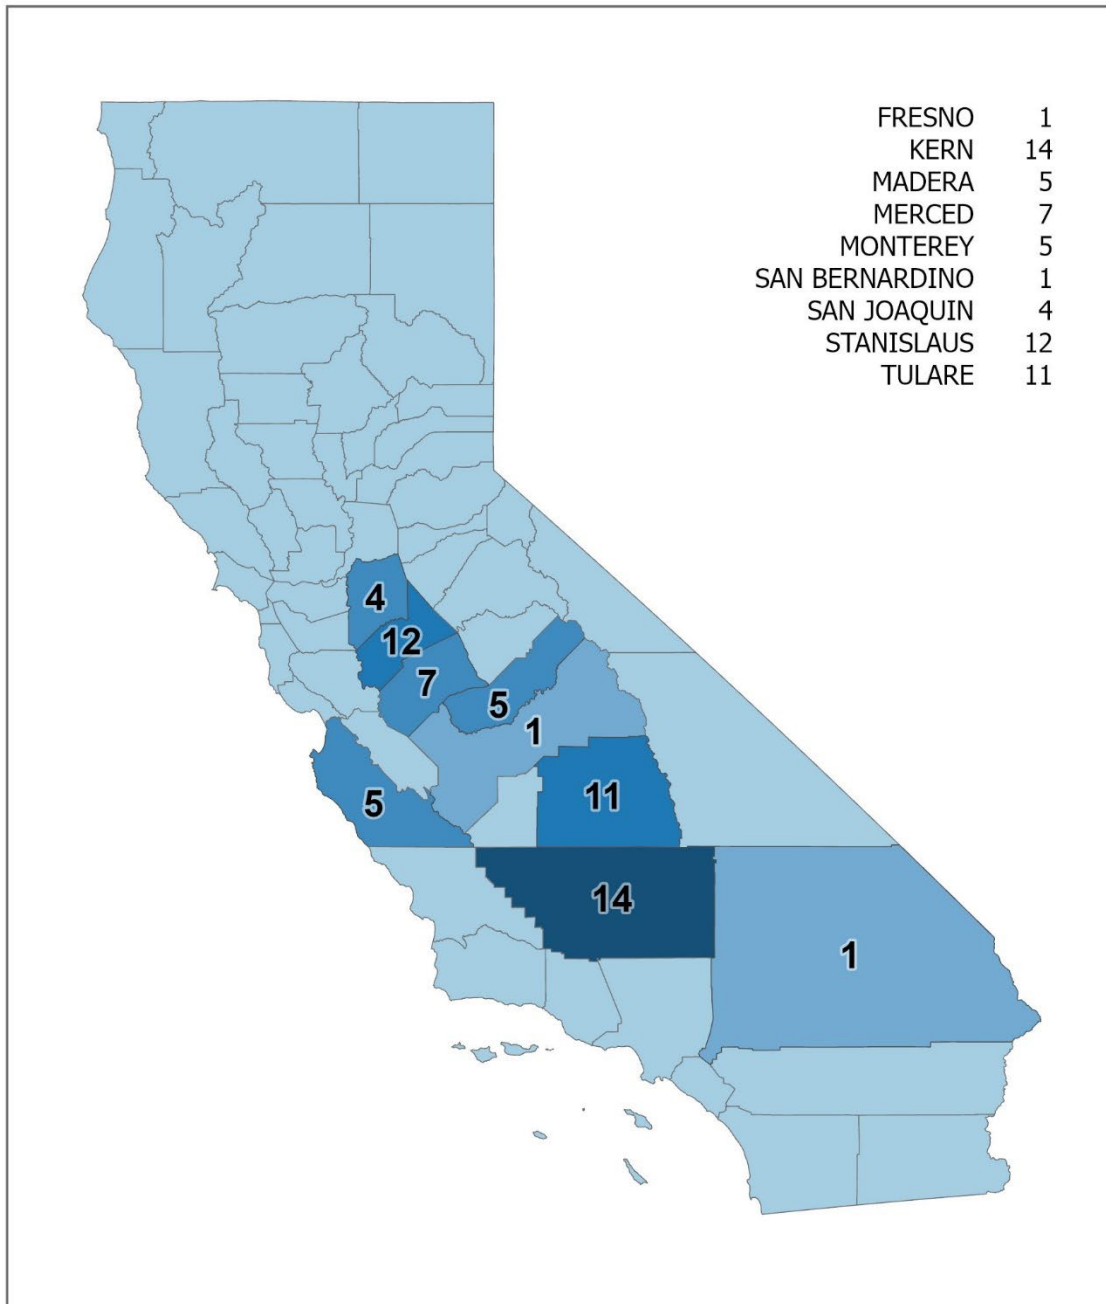 FRESNO 1
KERN 14
MADERA 5
MERCED 7
MONTEREY 5
SAN BERNARDINO 1
SAN JOAQUIN 4
STANISLAUS 12
TULARE 11
4
12
7
5
1
11
5
14
1